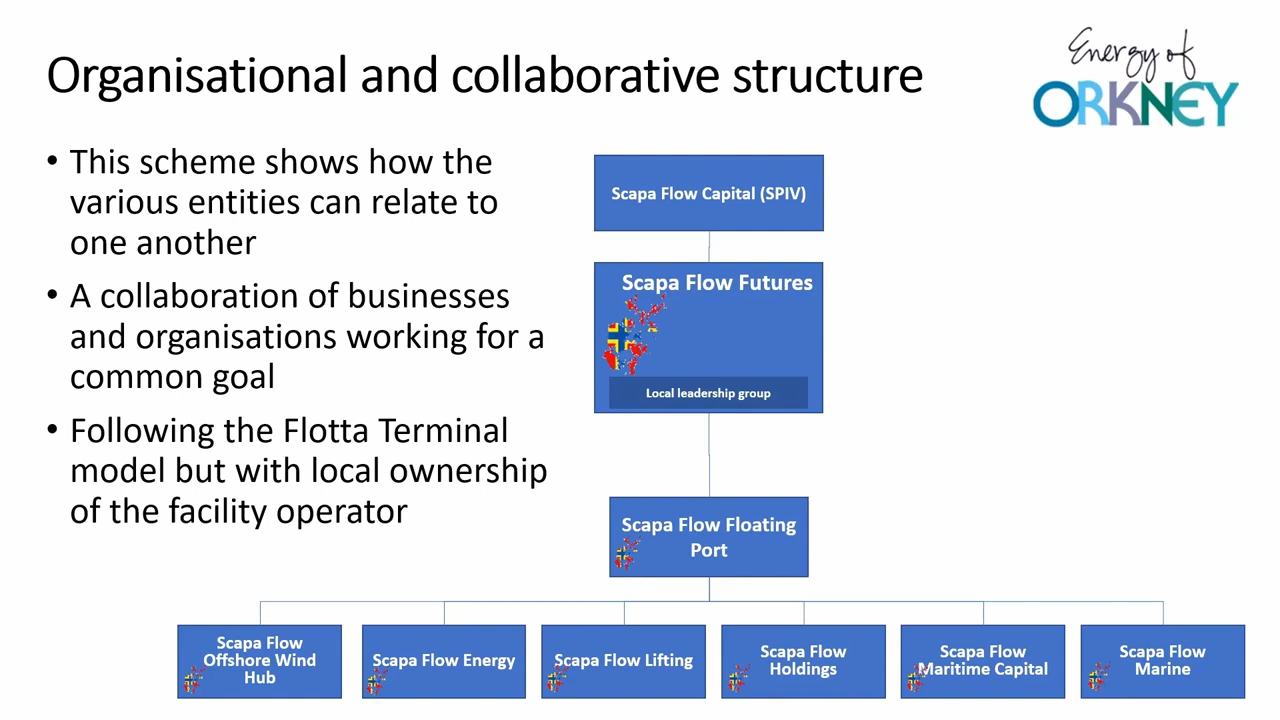 Organisational and collaborative structure
Energy of
ORKNEY
• This scheme shows how the
various entities can relate to
one another
• A collaboration of businesses
and organisations working for a
common goal
• Following the Flotta Terminal
model but with local ownership
of the facility operator
Scapa Flow Capital (SPIV)
Scapa Flow Futures
Local leadership group
Scapa Flow Floating
Port
Scapa Flow
Offshore Wind
Hub
Scapa Flow Energy
Scapa Flow Lifting
Scapa Flow
Holdings
Scapa Flow
Maritime Capital
Scapa Flow
Marine